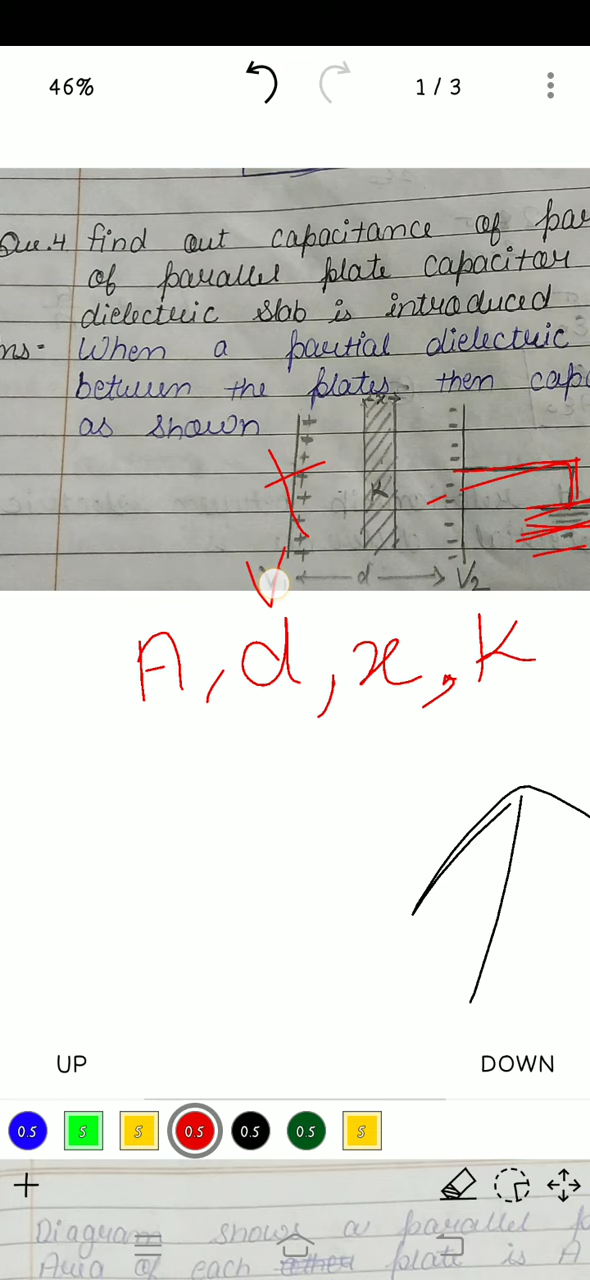 46%
1 / 3
Que.4 find out capacitance of par
of parallel plate capacitor
dielectric slab is introduced
ns- When a partial dielectric
between the plates. then capa
as shown
x
K
d V2
A, d, x, K
UP DOWN
0.5 5 5 0.5 0.5 0.5 5
Diagram shows a parallel p
Area of each plate is A